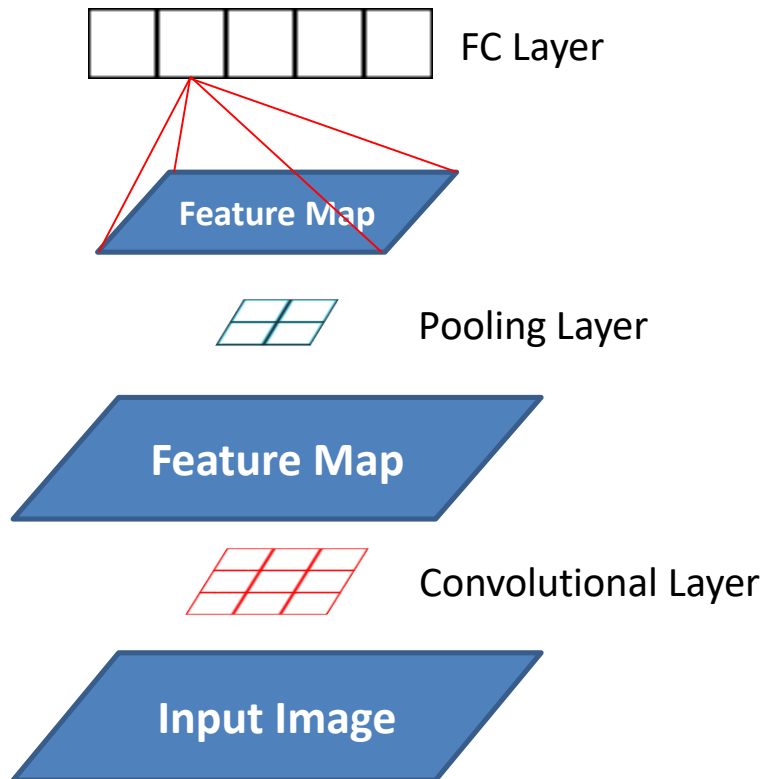 FC Layer
Feature Map
Pooling Layer
Feature Map
Convolutional Layer
Input Image